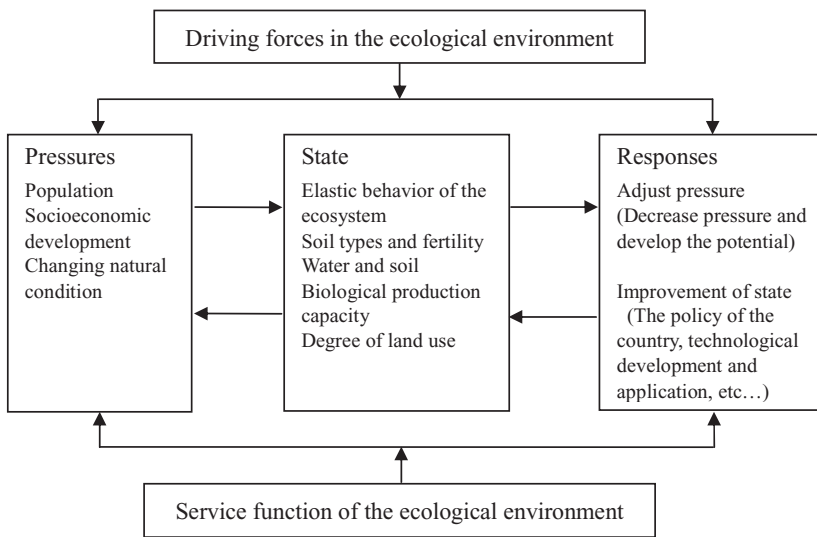 Driving forces in the ecological environment
Pressures
Population
Socioeconomic
development
Changing natural
condition
State
Elastic behavior of the
ecosystem
Soil types and fertility
Water and soil
Biological production
capacity
Degree of land use
Responses
Adjust pressure
(Decrease pressure and
develop the potential)
Improvement of state
(The policy of the
country, technological
development and
application, etc…)
Service function of the ecological environment